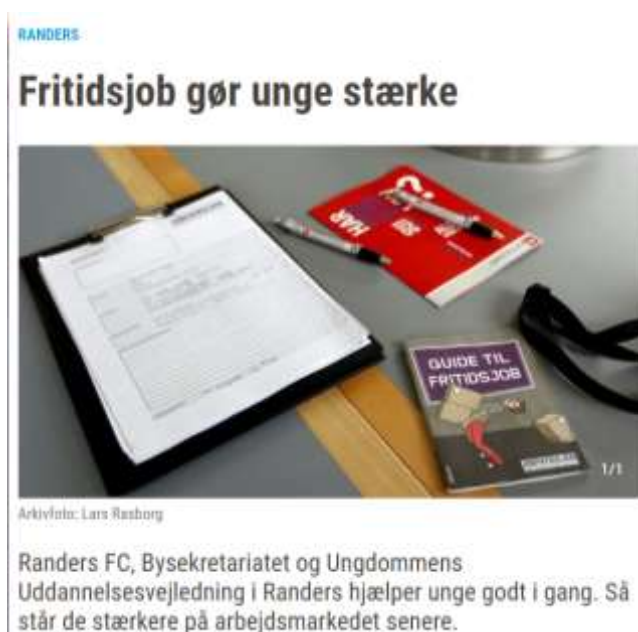 RANDERS
Fritidsjob gør unge stærke
HAR
GUIDE TIL
FRITIDSJOB
1/1
Arkivfoto: Lars Rasborg
Randers FC, Bysekretariatet og Ungdommens
Uddannelsesvejledning i Randers hjælper unge godt i gang. Så
står de stærkere på arbejdsmarkedet senere.